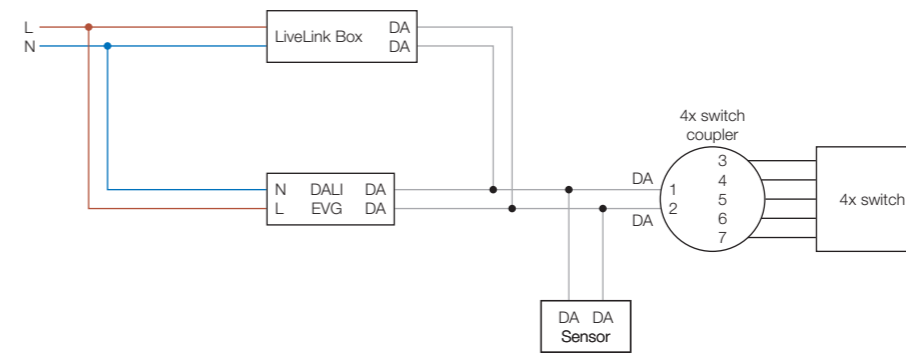 L
N
LiveLink Box
DA
DA
N DALI DA
L EVG DA
4x switch
coupler
DA
DA
1
2
3
4
5
6
7
4x switch
DA DA
Sensor